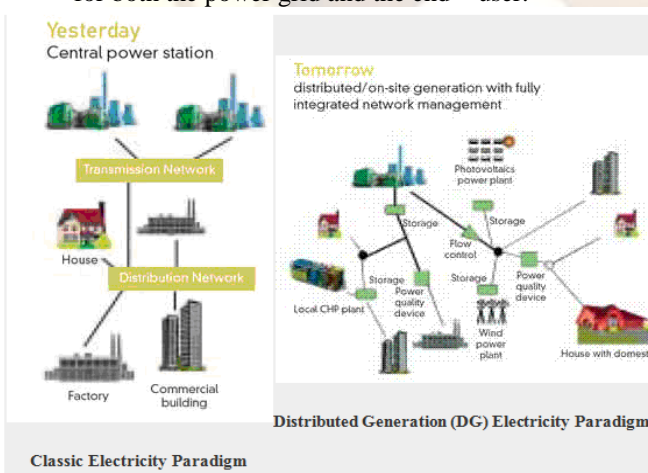 for both the power grid and the end – user.
Yesterday
Central power station
Transmission Network
House
Distribution Network
Factory
Commercial
building
Classic Electricity Paradigm
Tomorrow
distributed/on-site generation with fully
integrated network management
Photovoltaics
power plant
Storage
Storage
Flow
control
Storage
Storage
Power
quality
device
Power
quality
device
Local CHP plant
Wind
power
plant
House with domest
Distributed Generation (DG) Electricity Paradigm